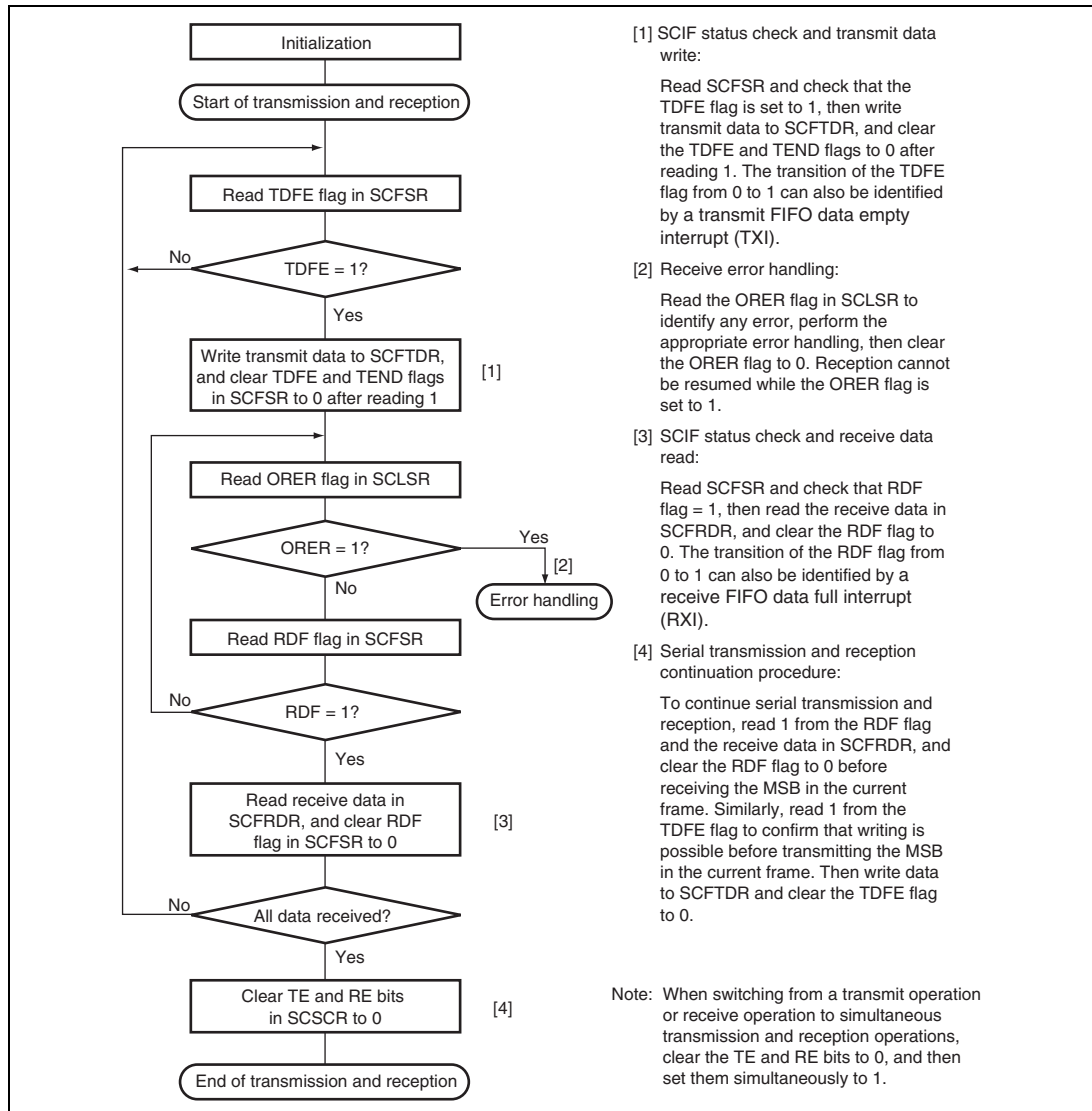 Initialization
Start of transmission and reception
Read TDFE flag in SCFSR
No
TDFE = 1?
Yes
Write transmit data to SCFTDR,
and clear TDFE and TEND flags
in SCFSR to 0 after reading 1
[1]
Read ORER flag in SCLSR
ORER = 1?
Yes
[2]
No
Error handling
Read RDF flag in SCFSR
No
RDF = 1?
Yes
Read receive data in
SCFRDR, and clear RDF
flag in SCFSR to 0
[3]
No
All data received?
Yes
Clear TE and RE bits
in SCSCR to 0
[4]
End of transmission and reception
[1] SCIF status check and transmit data
write:
Read SCFSR and check that the
TDFE flag is set to 1, then write
transmit data to SCFTDR, and clear
the TDFE and TEND flags to 0 after
reading 1. The transition of the TDFE
flag from 0 to 1 can also be identified
by a transmit FIFO data empty
interrupt (TXI).
[2] Receive error handling:
Read the ORER flag in SCLSR to
identify any error, perform the
appropriate error handling, then clear
the ORER flag to 0. Reception cannot
be resumed while the ORER flag is
set to 1.
[3] SCIF status check and receive data
read:
Read SCFSR and check that RDF
flag = 1, then read the receive data in
SCFRDR, and clear the RDF flag to
0. The transition of the RDF flag from
0 to 1 can also be identified by a
receive FIFO data full interrupt
(RXI).
[4] Serial transmission and reception
continuation procedure:
To continue serial transmission and
reception, read 1 from the RDF flag
and the receive data in SCFRDR, and
clear the RDF flag to 0 before
receiving the MSB in the current
frame. Similarly, read 1 from the
TDFE flag to confirm that writing is
possible before transmitting the MSB
in the current frame. Then write data
to SCFTDR and clear the TDFE flag
to 0.
Note: When switching from a transmit operation
or receive operation to simultaneous
transmission and reception operations,
clear the TE and RE bits to 0, and then
set them simultaneously to 1.